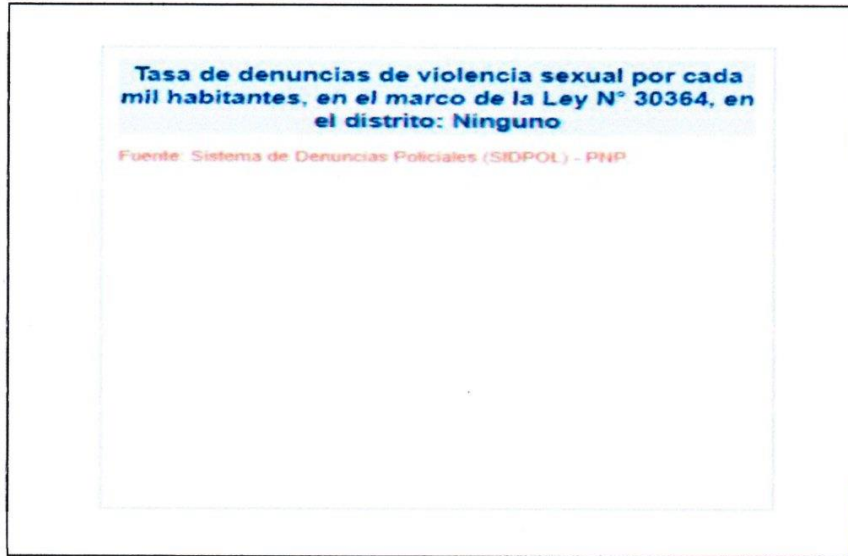 Tasa de denuncias de violencia sexual por cada
mil habitantes, en el marco de la Ley N° 30364, en
el distrito: Ninguno
Fuente: Sistema de Denuncias Policiales (SIDPOL) - PNP